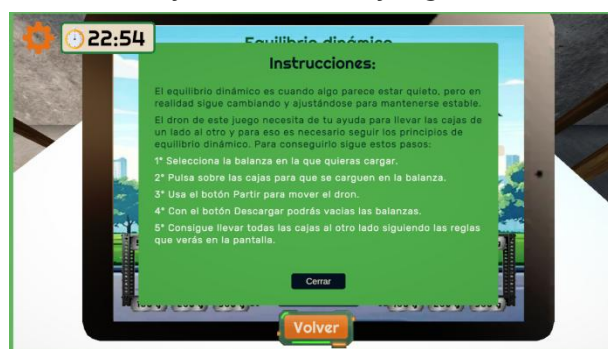 22:54
Equilibrio dinámico
Instrucciones:
El equilibrio dinámico es cuando algo parece estar quieto, pero en
realidad sigue cambiando y ajustándose para mantenerse estable.
El dron de este juego necesita de tu ayuda para llevar las cajas de
un lado al otro y para eso es necesario seguir los principios de
equilibrio dinámico. Para conseguirlo sigue estos pasos:
1° Selecciona la balanza en la que quieras cargar.
2° Pulsa sobre las cajas para que se carguen en la balanza.
3° Usa el botón Partir para mover el dron.
4° Con el botón Descargar podrás vacias las balanzas.
5° Consigue llevar todas las cajas al otro lado siguiendo las reglas
que verás en la pantalla.
Cerrar
Volver